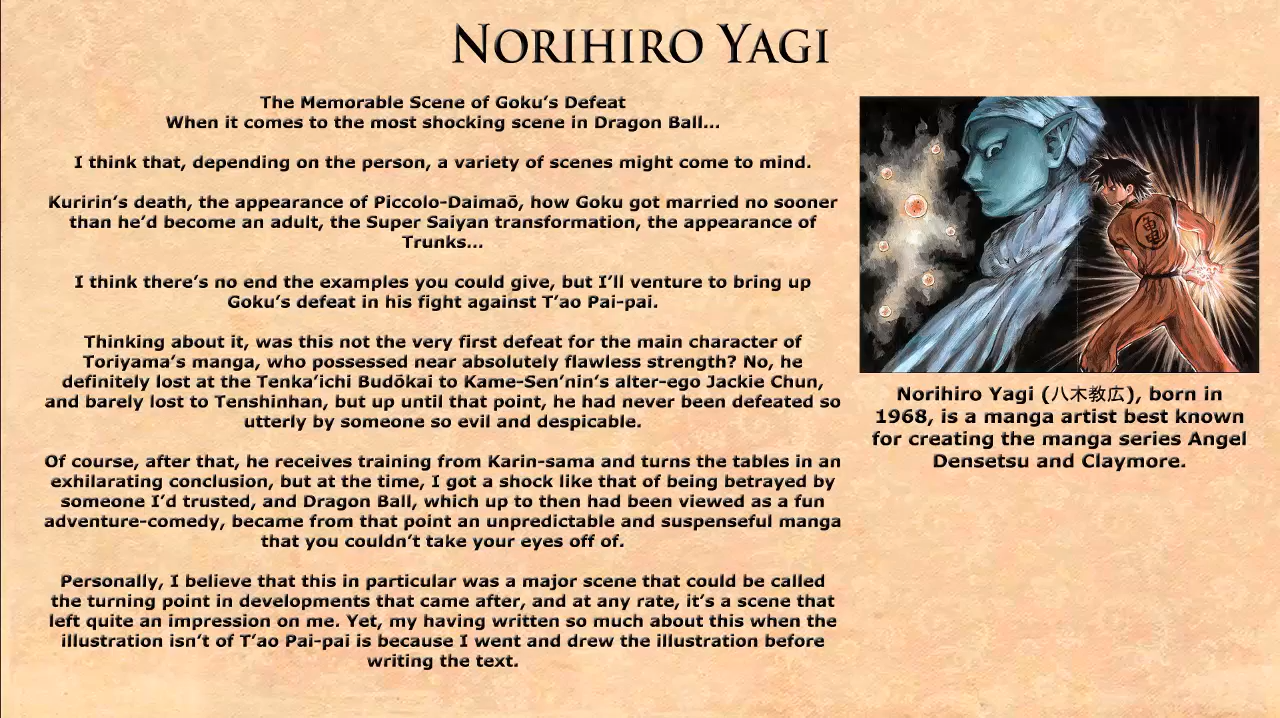 NORIHIRO YAGI
The Memorable Scene of Goku's Defeat
When it comes to the most shocking scene in Dragon Ball...
I think that, depending on the person, a variety of scenes might come to mind.
Kuririn's death, the appearance of Piccolo-Daimaō, how Goku got married no sooner
than he'd become an adult, the Super Saiyan transformation, the appearance of
Trunks...
I think there's no end the examples you could give, but I'll venture to bring up
Goku's defeat in his fight against T'ao Pai-pai.
Thinking about it, was this not the very first defeat for the main character of
Toriyama's manga, who possessed near absolutely flawless strength? No, he
definitely lost at the Tenka'ichi Budōkai to Kame-Sen'nin's alter-ego Jackie Chun,
and barely lost to Tenshinhan, but up until that point, he had never been defeated so
utterly by someone so evil and despicable.
Of course, after that, he receives training from Karin-sama and turns the tables in an
exhilarating conclusion, but at the time, I got a shock like that of being betrayed by
someone I'd trusted, and Dragon Ball, which up to then had been viewed as a fun
adventure-comedy, became from that point an unpredictable and suspenseful manga
that you couldn't take your eyes off of.
Personally, I believe that this in particular was a major scene that could be called
the turning point in developments that came after, and at any rate, it's a scene that
left quite an impression on me. Yet, my having written so much about this when the
illustration isn't of T'ao Pai-pai is because I went and drew the illustration before
writing the text.
亀
Norihiro Yagi (八木教広), born in
1968, is a manga artist best known
for creating the manga series Angel
Densetsu and Claymore.